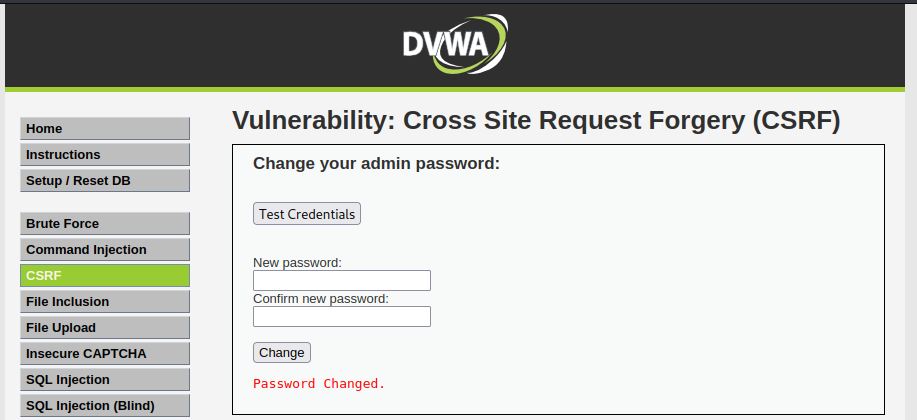 DVWA
Home
Instructions
Setup / Reset DB
Brute Force
Command Injection
CSRF
File Inclusion
File Upload
Insecure CAPTCHA
SQL Injection
SQL Injection (Blind)
Vulnerability: Cross Site Request Forgery (CSRF)
Change your admin password:
Test Credentials
New password:
Confirm new password:
Change
Password Changed.